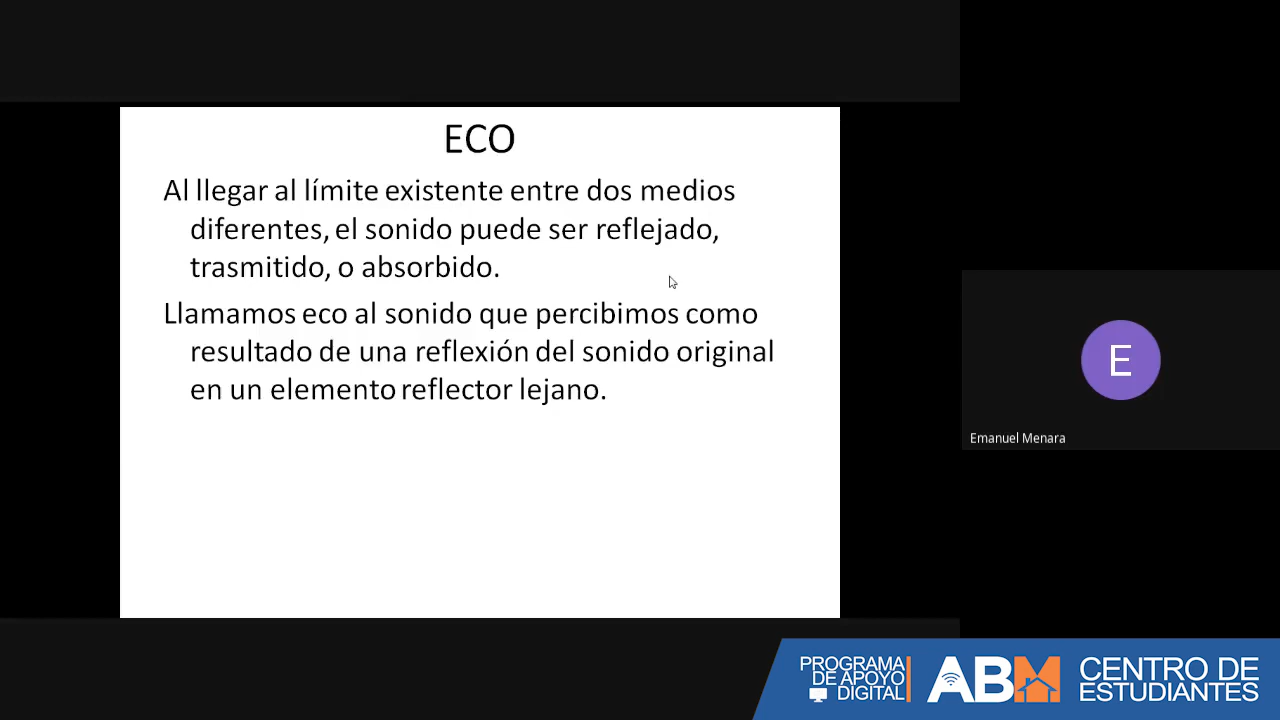 ECO
Al llegar al límite existente entre dos medios
diferentes, el sonido puede ser reflejado,
trasmitido, o absorbido.
Llamamos eco al sonido que percibimos como
resultado de una reflexión del sonido original
en un elemento reflector lejano.
E
Emanuel Menara
PROGRAMA
DE APOYO
DIGITAL
ABM
CENTRO DE
ESTUDIANTES